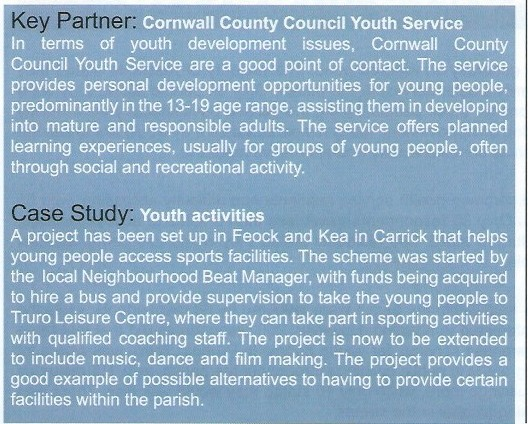 Key Partner: Cornwall County Council Youth Service
In terms of youth development issues, Cornwall County
Council Youth Service are a good point of contact. The service
provides personal development opportunities for young people,
predominantly in the 13-19 age range, assisting them in developing
into mature and responsible adults. The service offers planned
learning experiences, usually for groups of young people, often
through social and recreational activity.
Case Study: Youth activities
A project has been set up in Feock and Kea in Carrick that helps
young people access sports facilities. The scheme was started by
the local Neighbourhood Beat Manager, with funds being acquired
to hire a bus and provide supervision to take the young people to
Truro Leisure Centre, where they can take part in sporting activities
with qualified coaching staff. The project is now to be extended
to include music, dance and film making. The project provides a
good example of possible alternatives to having to provide certain
facilities within the parish.